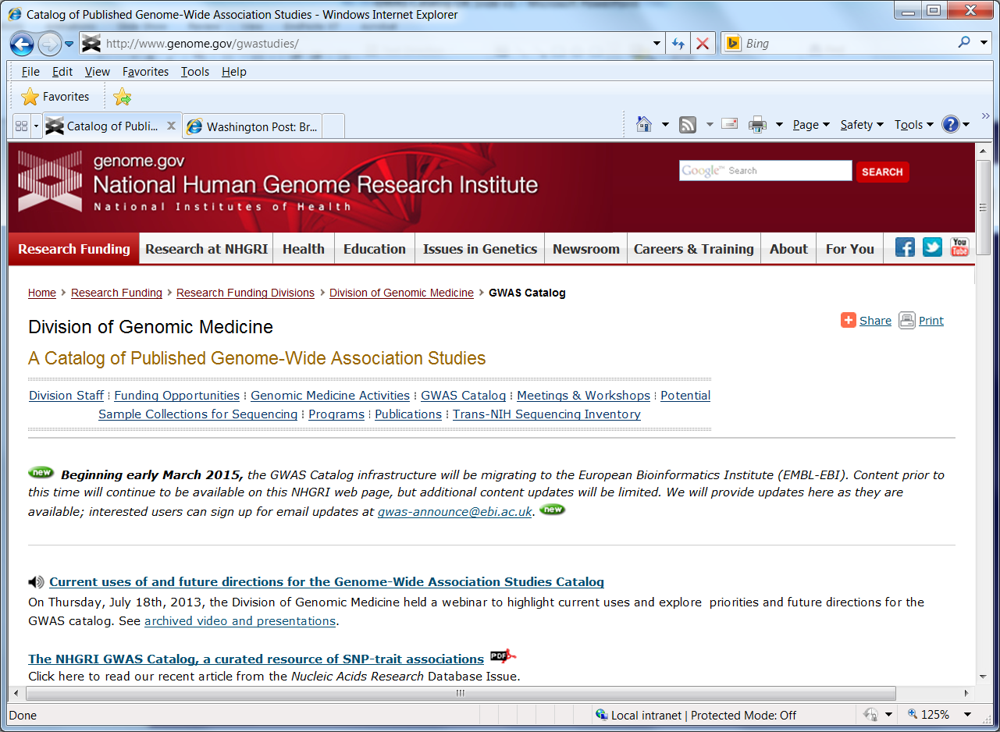 Catalog of Published Genome-Wide Association Studies - Windows Internet Explorer
http://www.genome.gov/gwastudies/
Bing
File Edit View Favorites Tools Help
Favorites
Catalog of Publi... Washington Post: Br... Page Safety Tools
genome.gov
National Human Genome Research Institute
National Institutes of Health
Google™ Search SEARCH
Research Funding Research at NHGRI Health Education Issues in Genetics Newsroom Careers & Training About For You You Tube
Home Research Funding Research Funding Divisions Division of Genomic Medicine GWAS Catalog
Division of Genomic Medicine
Share Print
A Catalog of Published Genome-Wide Association Studies
Division Staff Funding Opportunities Genomic Medicine Activities GWAS Catalog Meetings & Workshops Potential
Sample Collections for Sequencing Programs Publications Trans-NIH Sequencing Inventory
new Beginning early March 2015, the GWAS Catalog infrastructure will be migrating to the European Bioinformatics Institute (EMBL-EBI). Content prior to
this time will continue to be available on this NHGRI web page, but additional content updates will be limited. We will provide updates here as they are
available; interested users can sign up for email updates at gwas-announce@ebi.ac.uk. new
Current uses of and future directions for the Genome-Wide Association Studies Catalog
On Thursday, July 18th, 2013, the Division of Genomic Medicine held a webinar to highlight current uses and explore priorities and future directions for the
GWAS catalog. See archived video and presentations.
The NHGRI GWAS Catalog, a curated resource of SNP-trait associations PDF
Click here to read our recent article from the Nucleic Acids Research Database Issue.
Done Local intranet | Protected Mode: Off 125%